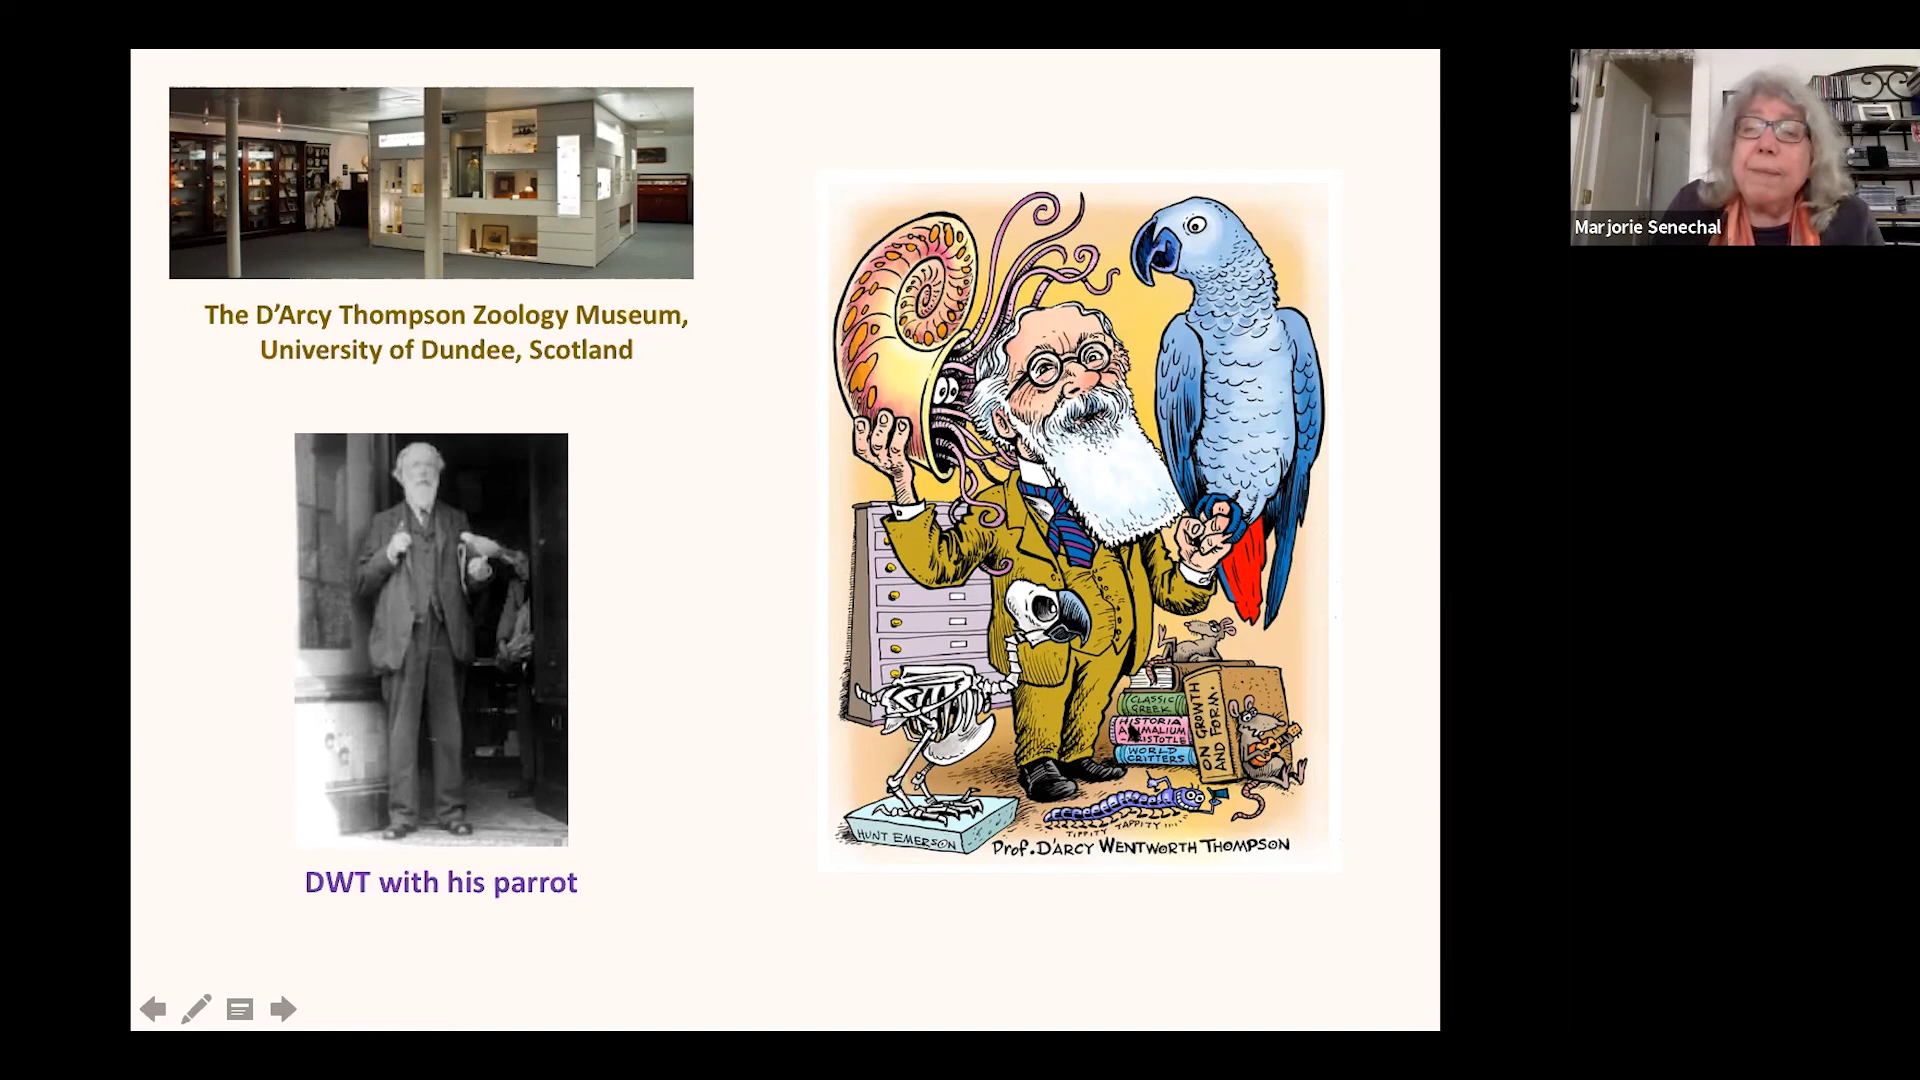 The D’Arcy Thompson Zoology Museum,
University of Dundee, Scotland
DWT with his parrot
CLASSIC
GREEK
HISTORIA
ANIMALIUM
ARISTOTLE
WORLD
CRITTERS
ON GROWTH
AND FORM.
HUNT EMERSON
TIPPITY TAPPITY....
Prof. D'ARCY WENTWORTH THOMPSON
Marjorie Senechal